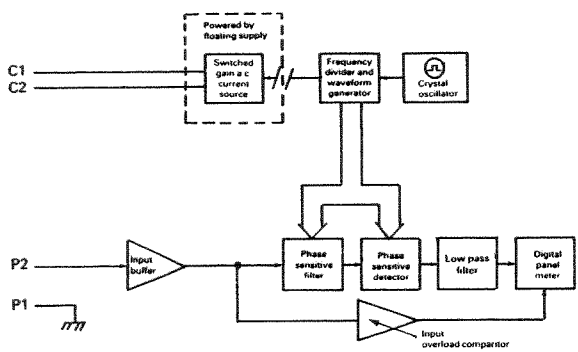 Powered by
floating supply
C1
C2
Switched
gain a c
current
source
Frequency
divider and
waveform
generator
Crystal
oscillator
P2
Input
buffer
Phase
sensitive
filter
Phase
sensitive
detector
Low pass
filter
Digital
panel
meter
P1
Input
overload comparitor